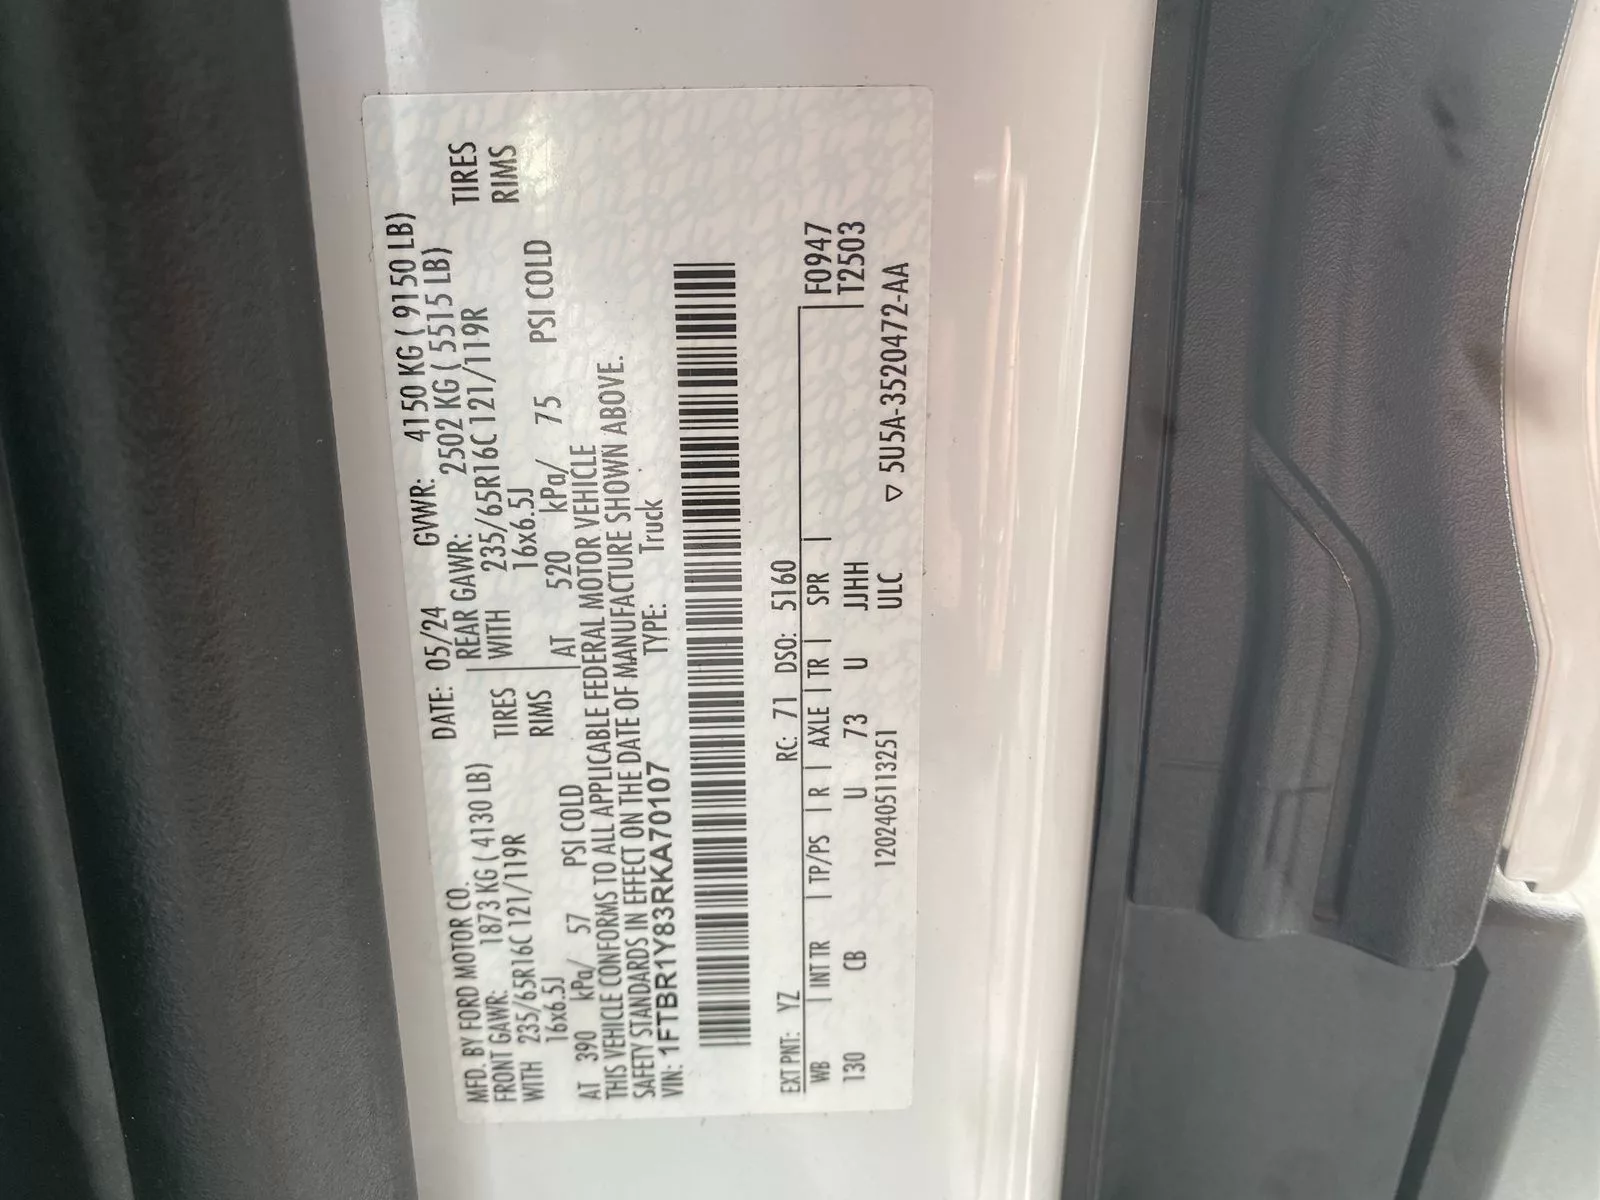 MFD. BY FORD MOTOR CO. DATE: 05/24 GVWR: 4150 KG ( 9150 LB)
FRONT GAWR: 1873 KG ( 4130 LB) REAR GAWR: 2502 KG ( 5515 LB)
WITH 235/65R16C 121/119R TIRES WITH 235/65R16C 121/119R TIRES
16x6.5J RIMS 16x6.5J RIMS
AT 390 kPa/ 57 PSI COLD AT 520 kPa/ 75 PSI COLD
THIS VEHICLE CONFORMS TO ALL APPLICABLE FEDERAL MOTOR VEHICLE
SAFETY STANDARDS IN EFFECT ON THE DATE OF MANUFACTURE SHOWN ABOVE.
VIN: 1FTBR1Y83RKA70107 TYPE: Truck
EXT PNT: YZ RC: 71 DSO: 5160
WB INT TR TP/PS R AXLE TR SPR F0947
130 CB U 73 U JJHH T2503
1202405113251 ULC ▽ 5U5A-3520472-AA